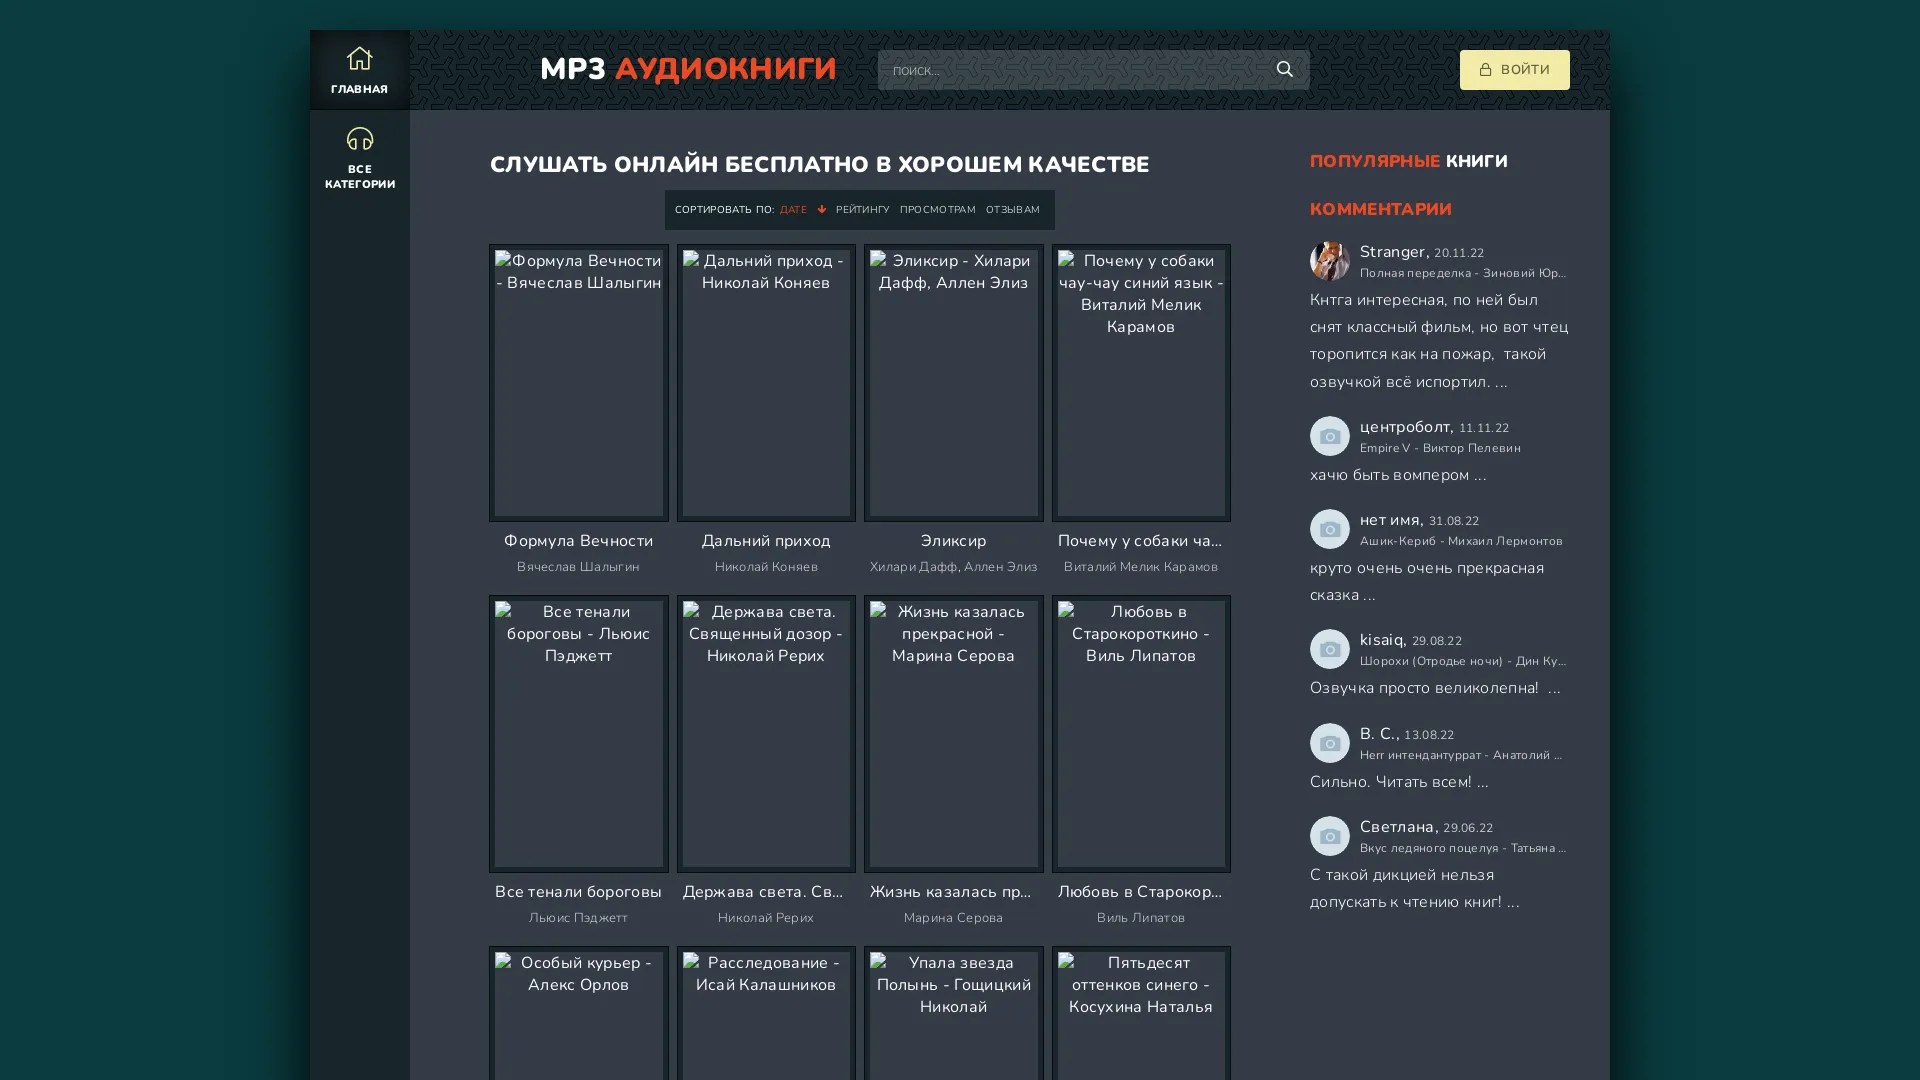 ГЛАВНАЯ
ВСЕ
КАТЕГОРИИ
МР3 АУДИОКНИГИ
ПОИСК...
ВОЙТИ
СЛУШАТЬ ОНЛАЙН БЕСПЛАТНО В ХОРОШЕМ КАЧЕСТВЕ
СОРТИРОВАТЬ ПО: ДАТЕ РЕЙТИНГУ ПРОСМОТРАМ ОТЗЫВАМ
Формула Вечности
- Вячеслав Шалыгин
Формула Вечности
Вячеслав Шалыгин
Дальний приход -
Николай Коняев
Дальний приход
Николай Коняев
Эликсир - Хилари
Дафф, Аллен Элиз
Эликсир
Хилари Дафф, Аллен Элиз
Почему у собаки
чау-чау синий язык -
Виталий Мелик
Карамов
Почему у собаки ча...
Виталий Мелик Карамов
Все тенали
бороговы - Льюис
Пэджетт
Все тенали бороговы
Льюис Пэджетт
Держава света.
Священный дозор -
Николай Рерих
Держава света. Св...
Николай Рерих
Жизнь казалась
прекрасной -
Марина Серова
Жизнь казалась пр...
Марина Серова
Любовь в
Старокороткино -
Виль Липатов
Любовь в Старокор...
Виль Липатов
Особый курьер -
Алекс Орлов
Расследование -
Исай Калашников
Упала звезда
Полынь - Гощицкий
Николай
Пятьдесят
оттенков синего -
Косухина Наталья
ПОПУЛЯРНЫЕ КНИГИ
КОММЕНТАРИИ
Stranger, 20.11.22
Полная переделка - Зиновий Юр...
Кнтга интересная, по ней был
снят классный фильм, но вот чтец
торопится как на пожар, такой
озвучкой всё испортил. ...
центроболт, 11.11.22
Empire V - Виктор Пелевин
хачю быть вомпером ...
нет имя, 31.08.22
Ашик-Кериб - Михаил Лермонтов
круто очень очень прекрасная
сказка ...
kisaiq, 29.08.22
Шорохи (Отродье ночи) - Дин Ку...
Озвучка просто великолепна! ...
В. С., 13.08.22
Herr интендантуррат - Анатолий ...
Сильно. Читать всем! ...
Светлана, 29.06.22
Вкус ледяного поцелуя - Татьяна ...
С такой дикцией нельзя
допускать к чтению книг! ...